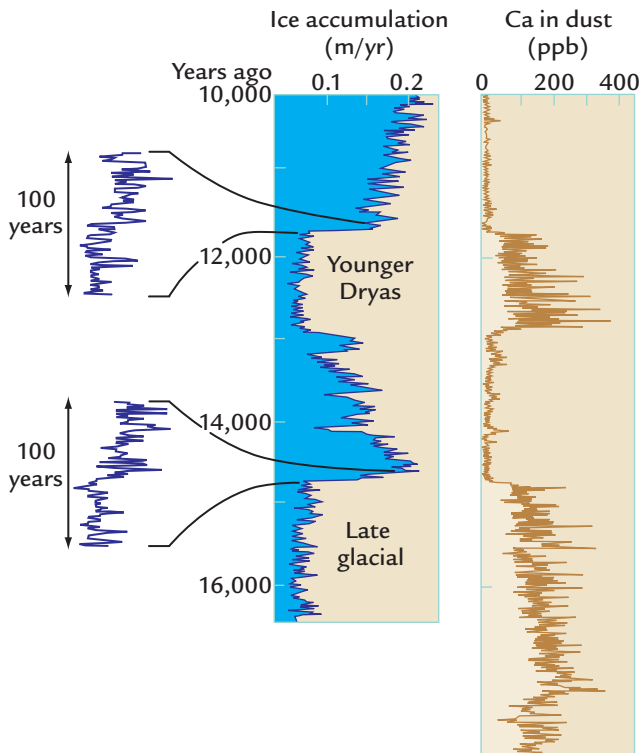 Ice accumulation
(m/yr)
Ca in dust
(ppb)
Years ago
0.1
0.2
0
200
400
10,000
100
years
12,000
Younger
Dryas
14,000
100
years
Late
glacial
16,000